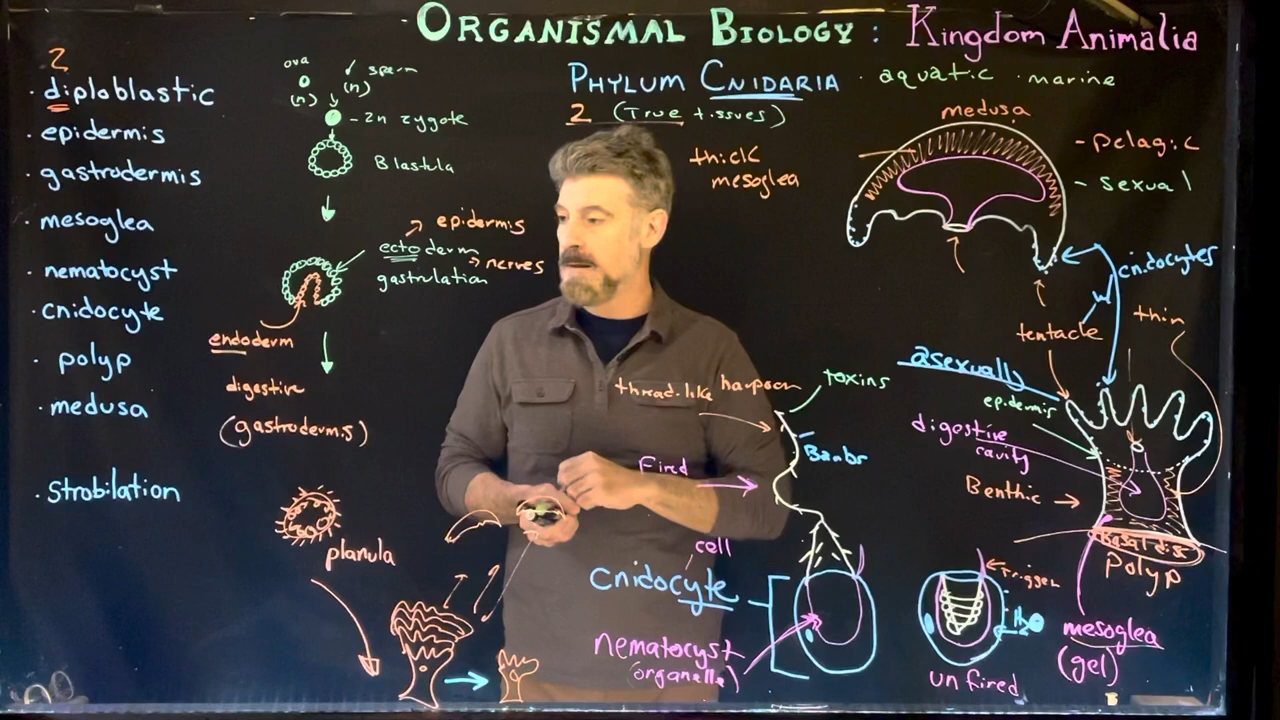 ORGANISMAL BIOLOGY : Kingdom Animalia
PHYLUM CNIDARIA · aquatic · marine
2 (True tissues)
2
· diploblastic
· epidermis
· gastrodermis
mesoglea
· nematocyst
· cnidocyte
· polyp
· medusa
· Strobilation
ova
(n)
sperm
(n)
- 2n zygote
Blastula
epidermis
ectoderm
nerves
gastrulation
endoderm
digestive
(gastrodermis)
planula
thick
mesoglea
medusa
- pelagic
- sexual
cnidocytes
tentacle
thin
asexually
epidermis
digestive
cavity
Benthic
Basal disc
Polyp
mesoglea
(gel)
thread-like harpoon
toxins
Barbs
Fired
cell
cnidocyte
nematocyst
(organelle)
Trigger
H2O
unfired